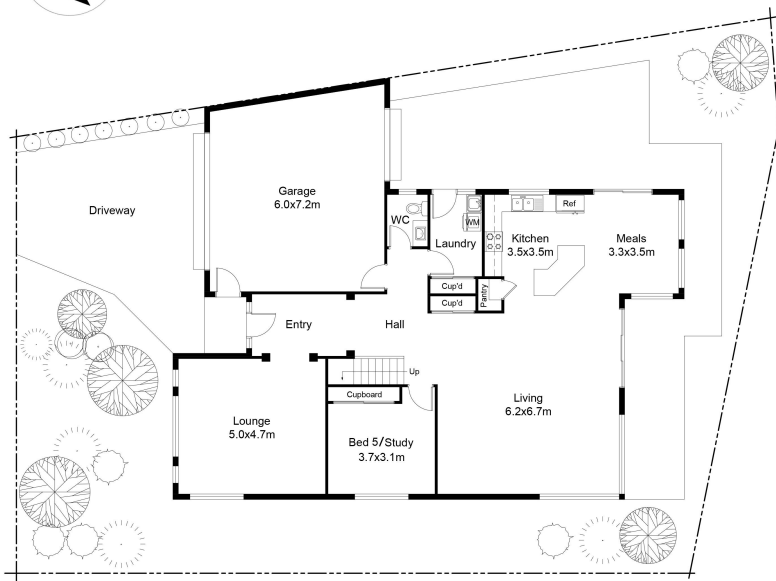 Garage
6.0x7.2m
Driveway
WC
WM
Laundry
Ref
Kitchen
3.5x3.5m
Meals
3.3x3.5m
Cup'd
Cup'd
Pantry
Entry
Hall
Up
Cupboard
Lounge
5.0x4.7m
Bed 5/Study
3.7x3.1m
Living
6.2x6.7m